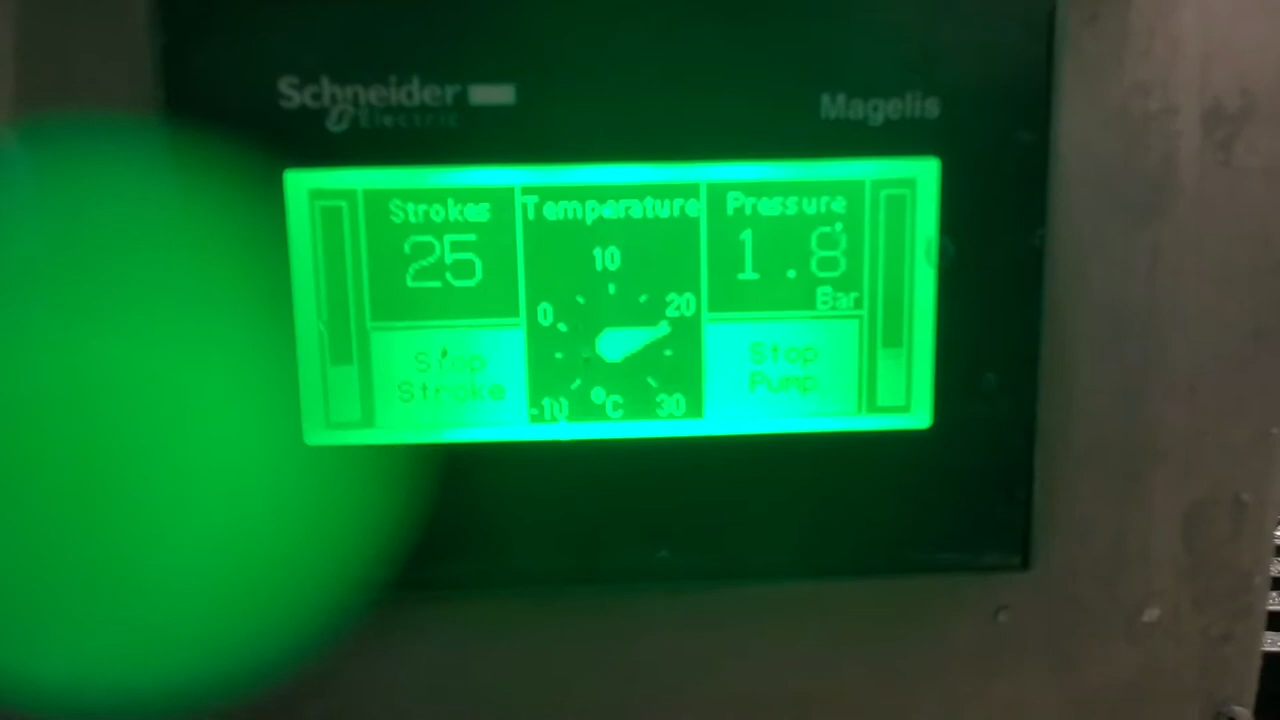 Schneider
Electric
Magelis
Strokes
25
Stop
Stroke
Temperature
10
0
20
-10
°C
30
Pressure
1.8
Bar
Stop
Pump